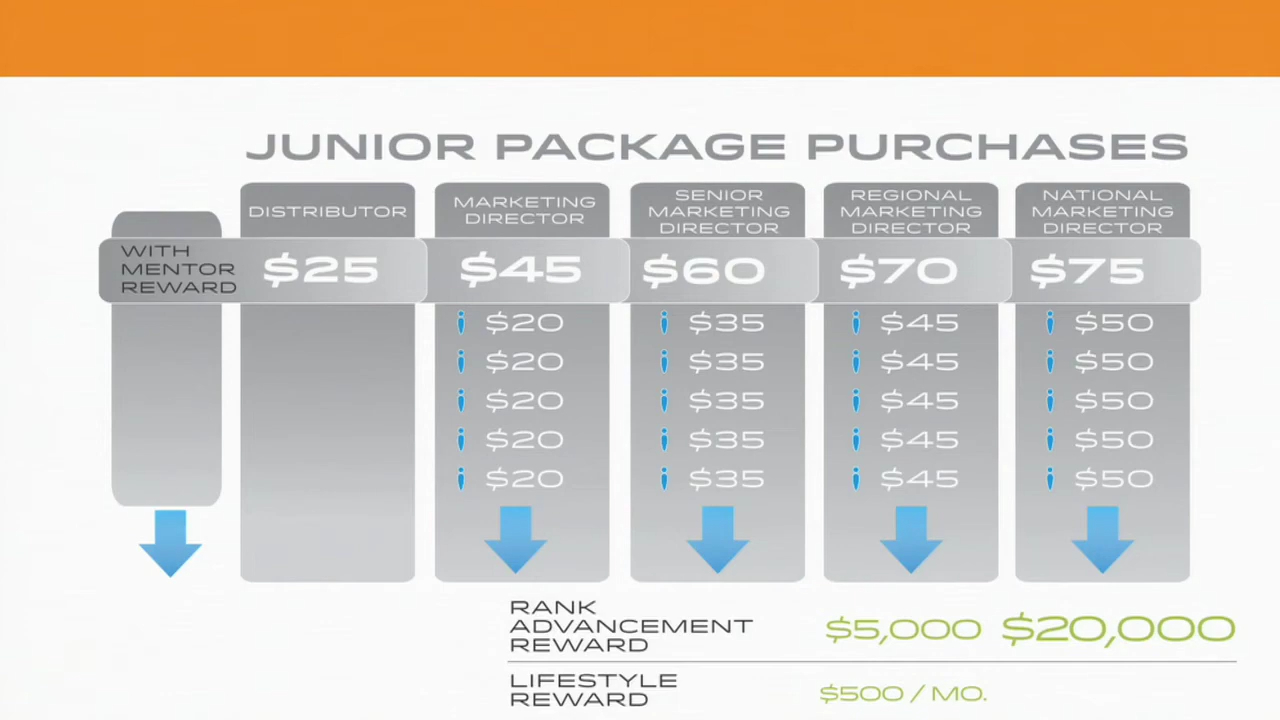 JUNIOR PACKAGE PURCHASES
DISTRIBUTOR
MARKETING
DIRECTOR
SENIOR
MARKETING
DIRECTOR
REGIONAL
MARKETING
DIRECTOR
NATIONAL
MARKETING
DIRECTOR
WITH
MENTOR
REWARD
$25
$45
$60
$70
$75
$20
$35
$45
$50
$20
$35
$45
$50
$20
$35
$45
$50
$20
$35
$45
$50
$20
$35
$45
$50
RANK
ADVANCEMENT
REWARD
$5,000
$20,000
LIFESTYLE
REWARD
$500 / MO.